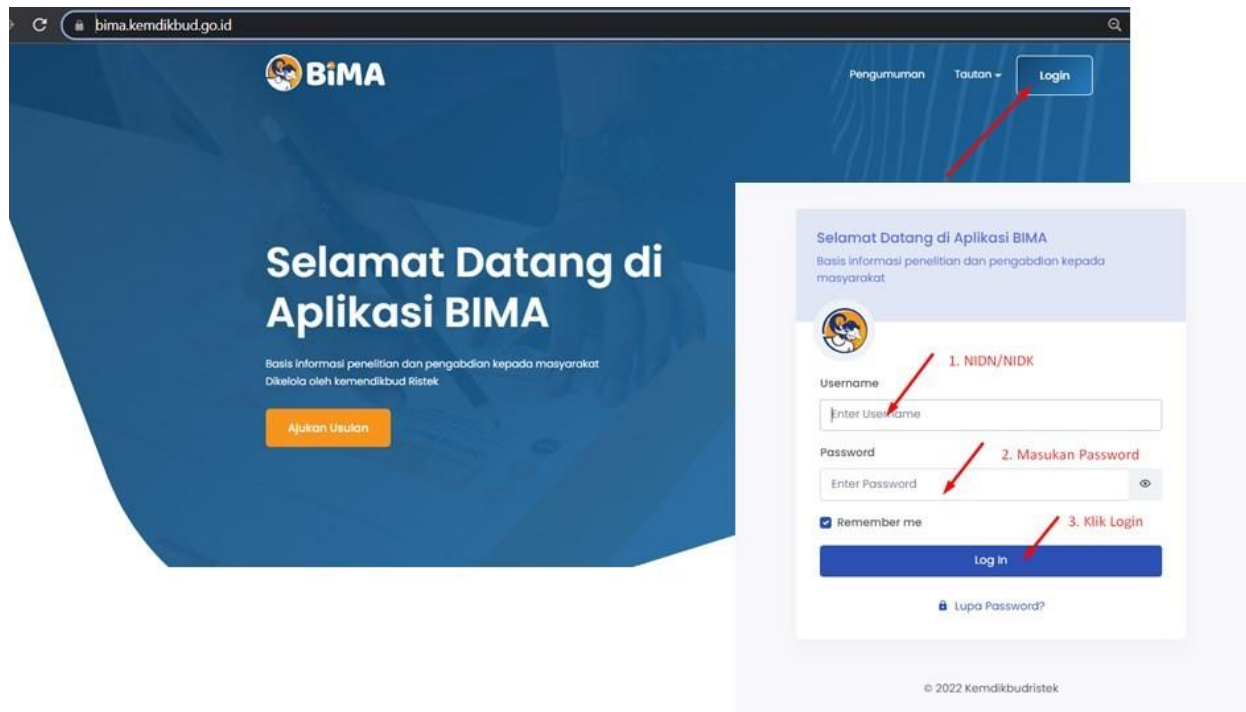 bima.kemdikbud.go.id
BiMA
Pengumuman
Tautan
Login
Selamat Datang di
Aplikasi BIMA
Basis informasi penelitian dan pengabdian kepada masyarakat
Dikelola oleh kemendikbud Ristek
Ajukan Usulan
Selamat Datang di Aplikasi BIMA
Basis informasi penelitian dan pengabdian kepada
masyarakat
1. NIDN/NIDK
Username
Enter Username
Password
2. Masukan Password
Enter Password
Remember me
3. Klik Login
Log In
Lupa Password?
© 2022 Kemdikbudristek